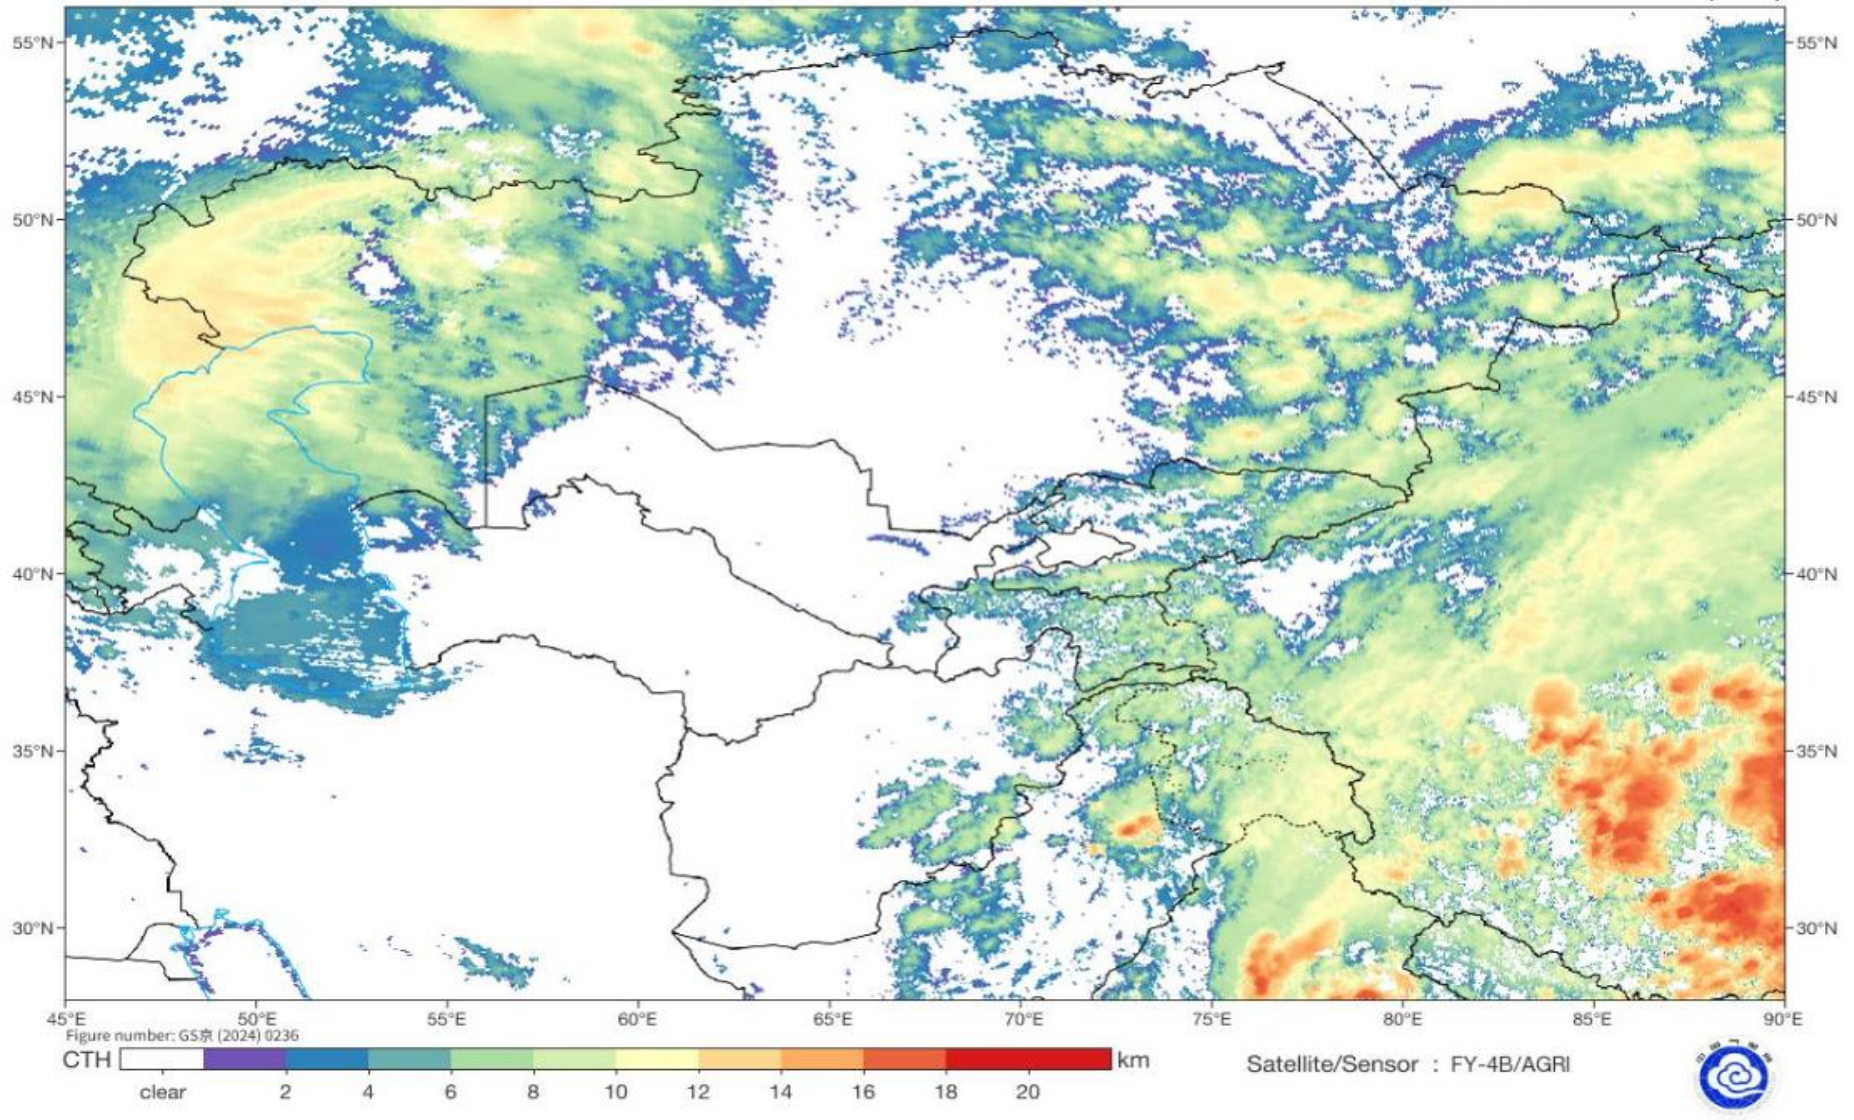 55°N 55°N
50°N 50°N
45°N 45°N
40°N 40°N
35°N 35°N
30°N 30°N
45°E 50°E 55°E 60°E 65°E 70°E 75°E 80°E 85°E 90°E
Figure number: GS京 (2024) 0236
CTH km
clear 2 4 6 8 10 12 14 16 18 20
Satellite/Sensor : FY-4B/AGRI